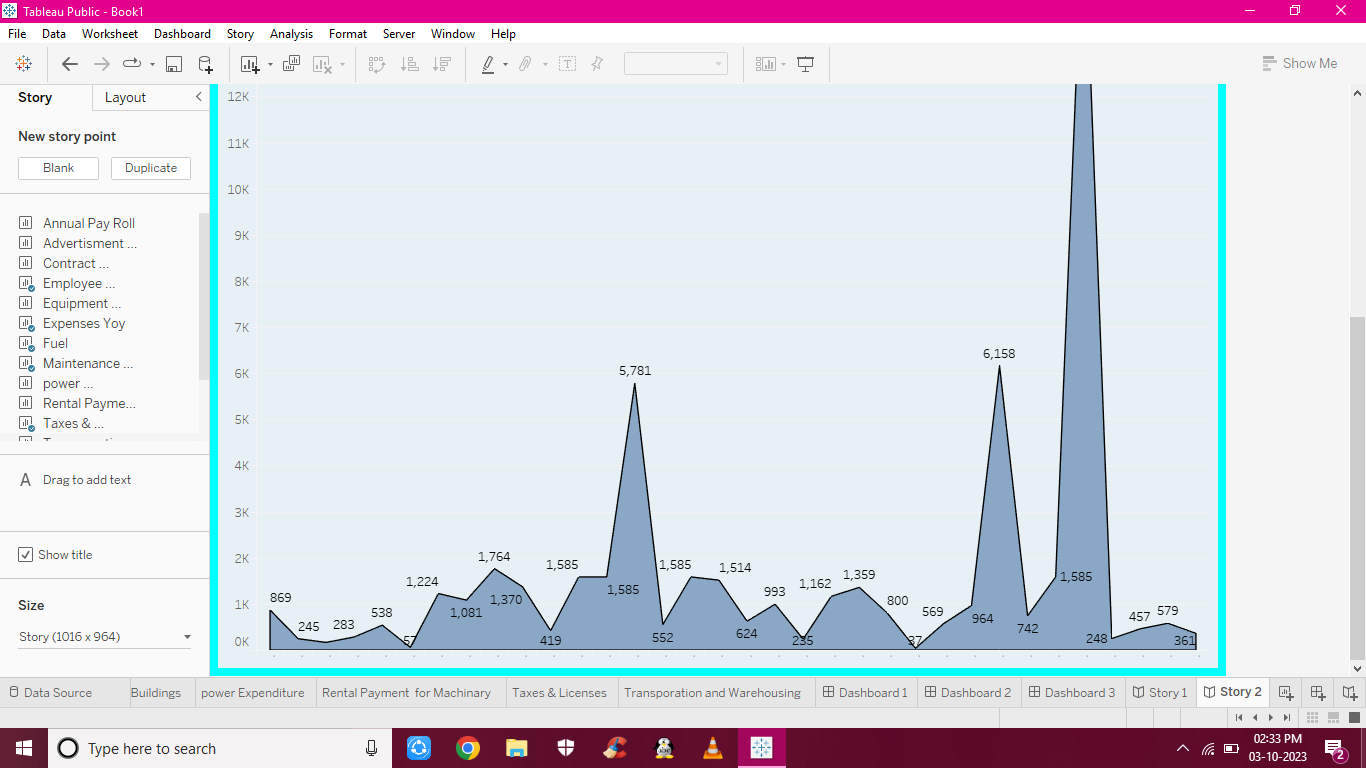 Tableau Public - Book1
File Data Worksheet Dashboard Story Analysis Format Server Window Help
Show Me
Story Layout
New story point
Blank Duplicate
Annual Pay Roll
Advertisment ...
Contract ...
Employee ...
Equipment ...
Expenses Yoy
Fuel
Maintenance ...
power ...
Rental Payme...
Taxes & ...
A Drag to add text
Show title
Size
Story (1016 x 964)
12K
11K
10K
9K
8K
7K
6K
5K
4K
3K
2K
1K
0K
6,158
5,781
1,764 1,585 1,585 1,514 1,359 1,585
1,224 1,370 1,585 993 1,162
869 1,081 800
245 283 538 569 964 457 579
57 419 552 624 235 37 742 248 361
Data Source Buildings power Expenditure Rental Payment for Machinary Taxes & Licenses Transporation and Warehousing Dashboard 1 Dashboard 2 Dashboard 3 Story 1 Story 2
Type here to search
02:33 PM
03-10-2023
2